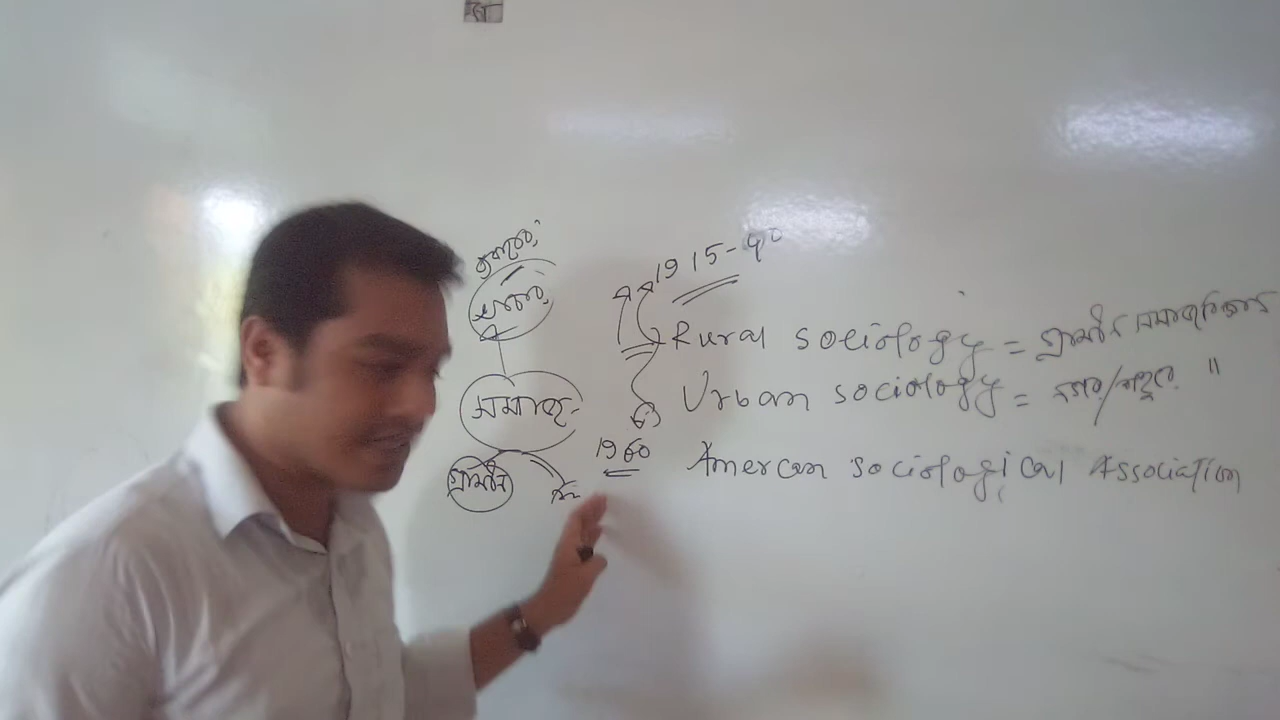 1915-40
Rural sociology = গ্রামীন সমাজবিজ্ঞান
Urban sociology = নগর/শহুরে "
সমাজ
1960 Amercan sociological Association
গ্রামীন